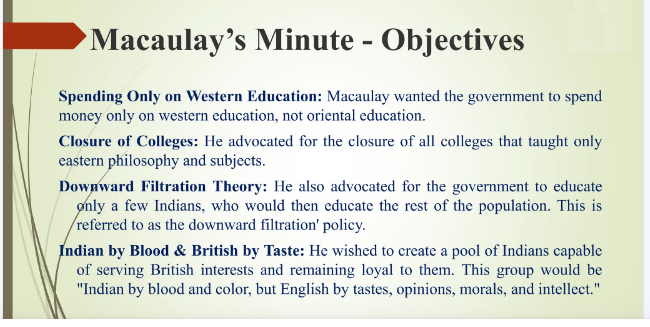 Macaulay's Minute - Objectives
Spending Only on Western Education: Macaulay wanted the government to spend
money only on western education, not oriental education.
Closure of Colleges: He advocated for the closure of all colleges that taught only
eastern philosophy and subjects.
Downward Filtration Theory: He also advocated for the government to educate
only a few Indians, who would then educate the rest of the population. This is
referred to as the downward filtration' policy.
Indian by Blood & British by Taste: He wished to create a pool of Indians capable
of serving British interests and remaining loyal to them. This group would be
"Indian by blood and color, but English by tastes, opinions, morals, and intellect."